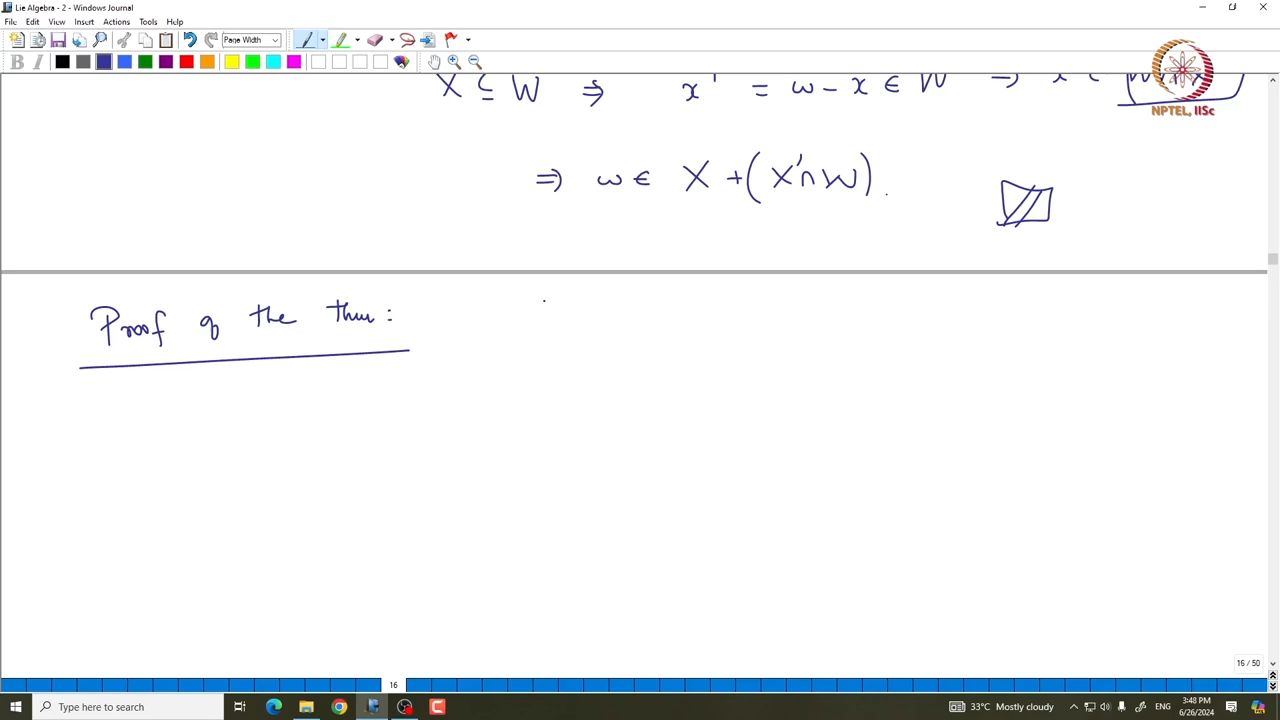 Lie Algebra - 2 - Windows Journal
File Edit View Insert Actions Tools Help
Page Width
B I
X ⊆ W ⇒ x' = w - x ∈ W ⇒
NPTEL, IISc
⇒ w ∈ X + (X' ∩ W).
Proof of the thm:
16 / 50
16
Type here to search
33°C Mostly cloudy
ENG
3:48 PM
6/26/2024